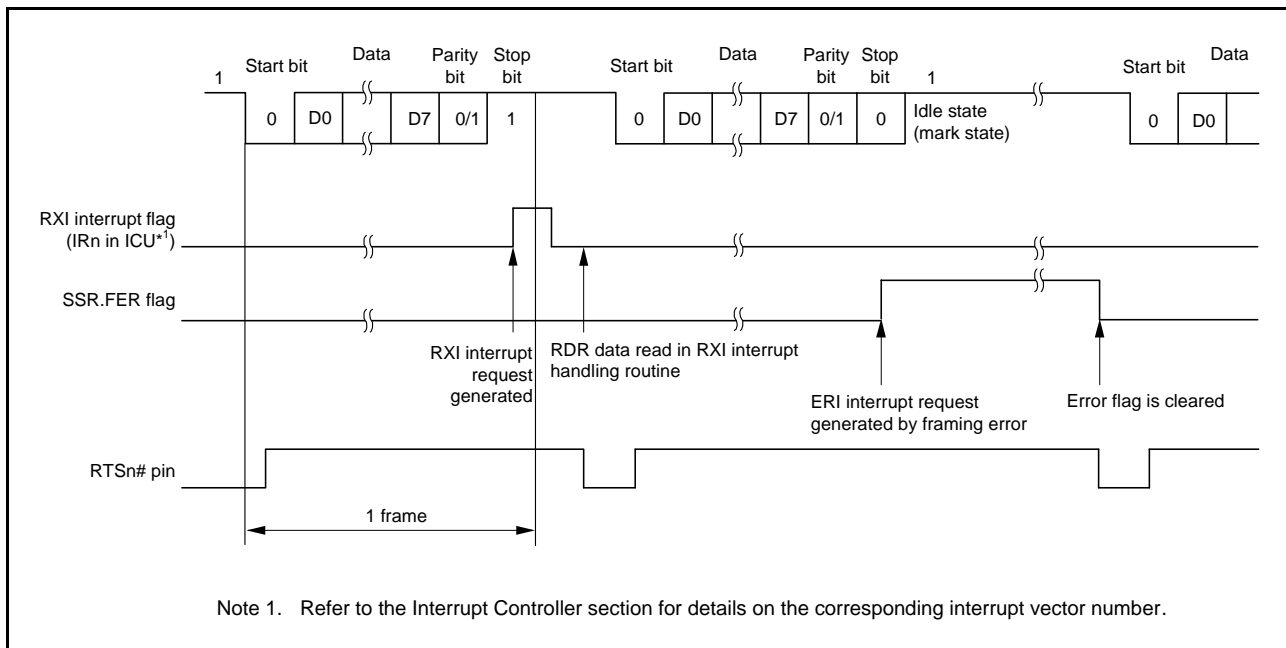 1
Start bit
Data
Parity
bit
Stop
bit
Start bit
Data
Parity
bit
Stop
bit
1
Start bit
Data
0
D0
D7
0/1
1
0
D0
D7
0/1
0
Idle state
(mark state)
0
D0
RXI interrupt flag
(IRn in ICU*1)
SSR.FER flag
RXI interrupt
request
generated
RDR data read in RXI interrupt
handling routine
ERI interrupt request
generated by framing error
Error flag is cleared
RTSn# pin
1 frame
Note 1. Refer to the Interrupt Controller section for details on the corresponding interrupt vector number.